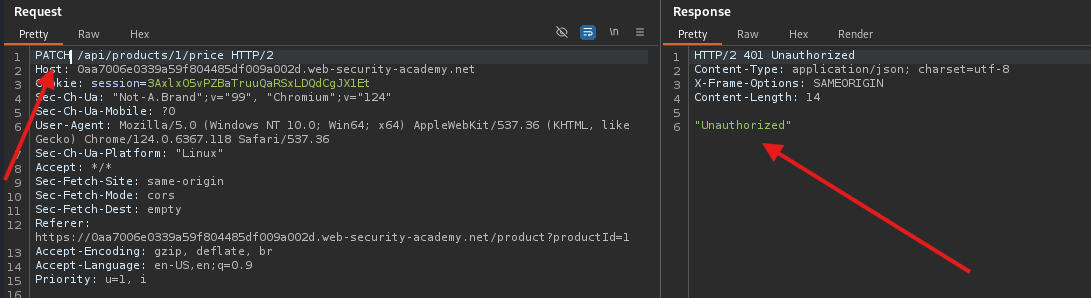 Request
Pretty Raw Hex
\n
1 PATCH /api/products/1/price HTTP/2
2 Host: 0aa7006e0339a59f804485df009a002d.web-security-academy.net
3 Cookie: session=3AxlxO5vPZBaTruuQaRSxLDQdCgJX1Et
4 Sec-Ch-Ua: "Not-A.Brand";v="99", "Chromium";v="124"
5 Sec-Ch-Ua-Mobile: ?0
6 User-Agent: Mozilla/5.0 (Windows NT 10.0; Win64; x64) AppleWebKit/537.36 (KHTML, like
Gecko) Chrome/124.0.6367.118 Safari/537.36
7 Sec-Ch-Ua-Platform: "Linux"
8 Accept: */*
9 Sec-Fetch-Site: same-origin
10 Sec-Fetch-Mode: cors
11 Sec-Fetch-Dest: empty
12 Referer:
https://0aa7006e0339a59f804485df009a002d.web-security-academy.net/product?productId=1
13 Accept-Encoding: gzip, deflate, br
14 Accept-Language: en-US,en;q=0.9
15 Priority: u=1, i
16
Response
Pretty Raw Hex Render
1 HTTP/2 401 Unauthorized
2 Content-Type: application/json; charset=utf-8
3 X-Frame-Options: SAMEORIGIN
4 Content-Length: 14
5
6 "Unauthorized"